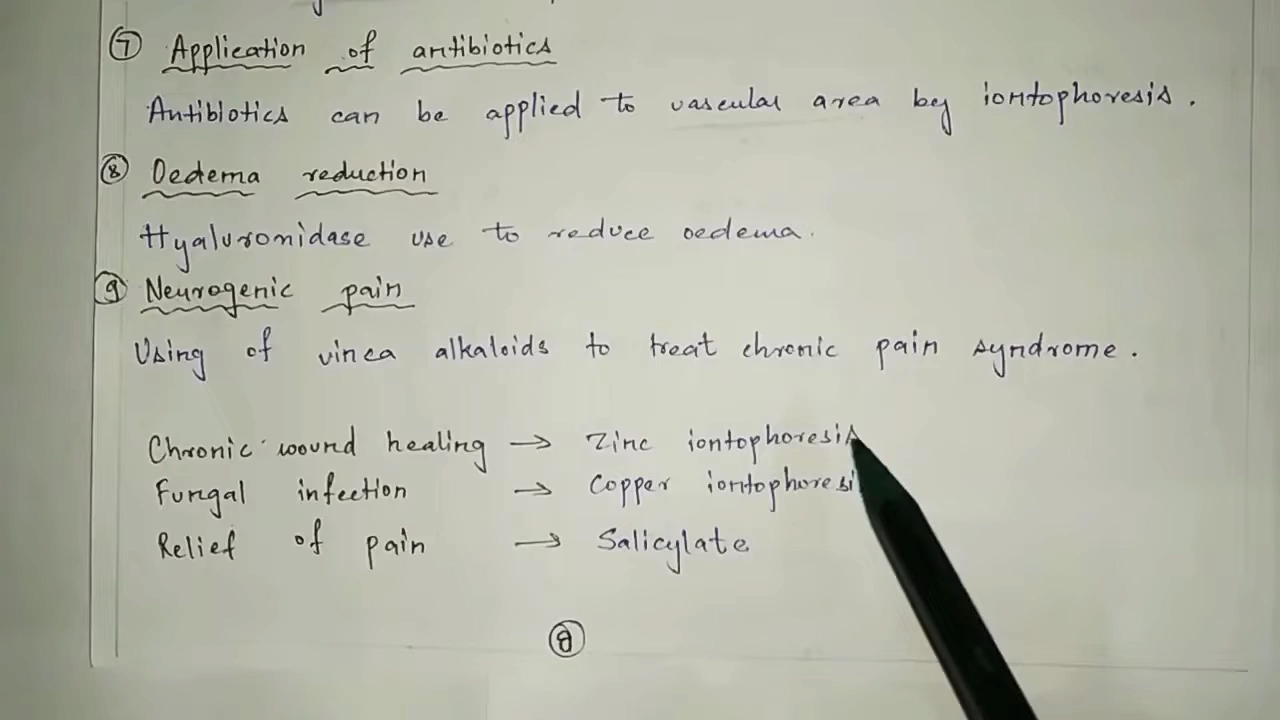 ⑦ Application of antibiotics
Antibiotics can be applied to vascular area by iontophoresis.
⑧ Oedema reduction
Hyaluronidase use to reduce oedema.
⑨ Neurogenic pain
Using of vinca alkaloids to treat chronic pain syndrome.
Chronic wound healing → Zinc iontophoresis
Fungal infection → Copper iontophoresi
Relief of pain → Salicylate
⑧